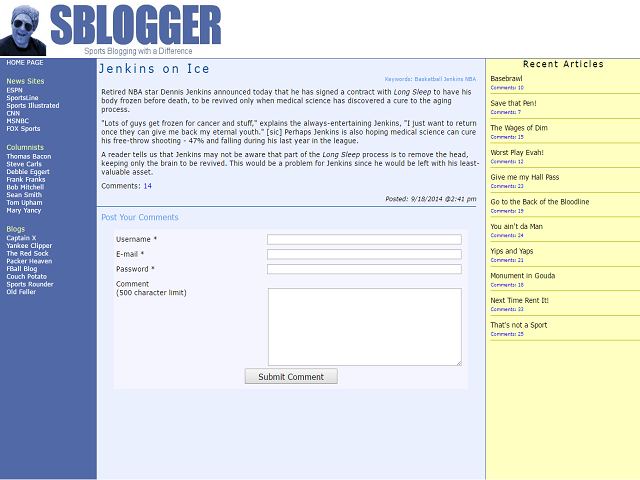 SBLOGGER
Sports Blogging with a Difference
HOME PAGE
News Sites
ESPN
SportsLine
Sports Illustrated
CNN
MSNBC
FOX Sports
Columnists
Thomas Bacon
Steve Carls
Debbie Eggert
Frank Franks
Bob Mitchell
Sean Smith
Tom Upham
Mary Yancy
Blogs
Captain X
Yankee Clipper
The Red Sock
Packer Heaven
FBall Blog
Couch Potato
Sports Rounder
Old Feller
Jenkins on Ice
Keywords: Basketball Jenkins NBA
Retired NBA star Dennis Jenkins announced today that he has signed a contract with Long Sleep to have his
body frozen before death, to be revived only when medical science has discovered a cure to the aging
process.
"Lots of guys get frozen for cancer and stuff," explains the always-entertaining Jenkins, "I just want to return
once they can give me back my eternal youth." [sic] Perhaps Jenkins is also hoping medical science can cure
his free-throw shooting - 47% and falling during his last year in the league.
A reader tells us that Jenkins may not be aware that part of the Long Sleep process is to remove the head,
keeping only the brain to be revived. This would be a problem for Jenkins since he would be left with his least-
valuable asset.
Comments: 14
Posted: 9/18/2014 @2:41 pm
Post Your Comments
Username *
E-mail *
Password *
Comment
(500 character limit)
Submit Comment
Recent Articles
Basebrawl
Comments: 10
Save that Pen!
Comments: 7
The Wages of Dim
Comments: 15
Worst Play Evah!
Comments: 12
Give me my Hall Pass
Comments: 23
Go to the Back of the Bloodline
Comments: 19
You ain't da Man
Comments: 24
Yips and Yaps
Comments: 21
Monument in Gouda
Comments: 18
Next Time Rent It!
Comments: 33
That's not a Sport
Comments: 25